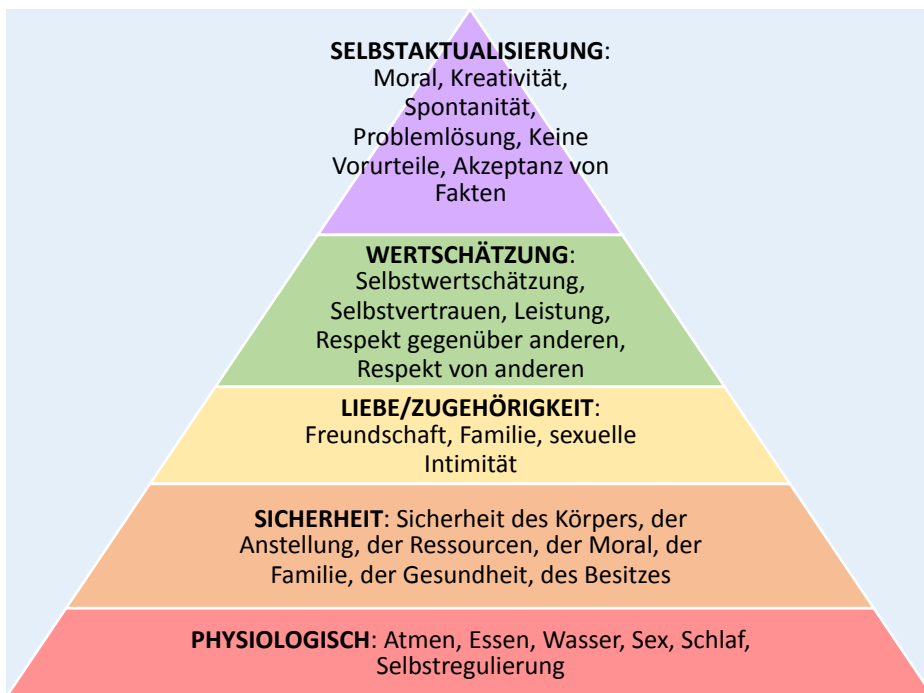 SELBSTAKTUALISIERUNG:
Moral, Kreativität,
Spontanität,
Problemlösung, Keine
Vorurteile, Akzeptanz von
Fakten
WERTSCHÄTZUNG:
Selbstwertschätzung,
Selbstvertrauen, Leistung,
Respekt gegenüber anderen,
Respekt von anderen
LIEBE/ZUGEHÖRIGKEIT:
Freundschaft, Familie, sexuelle
Intimität
SICHERHEIT: Sicherheit des Körpers, der
Anstellung, der Ressourcen, der Moral, der
Familie, der Gesundheit, des Besitzes
PHYSIOLOGISCH: Atmen, Essen, Wasser, Sex, Schlaf,
Selbstregulierung